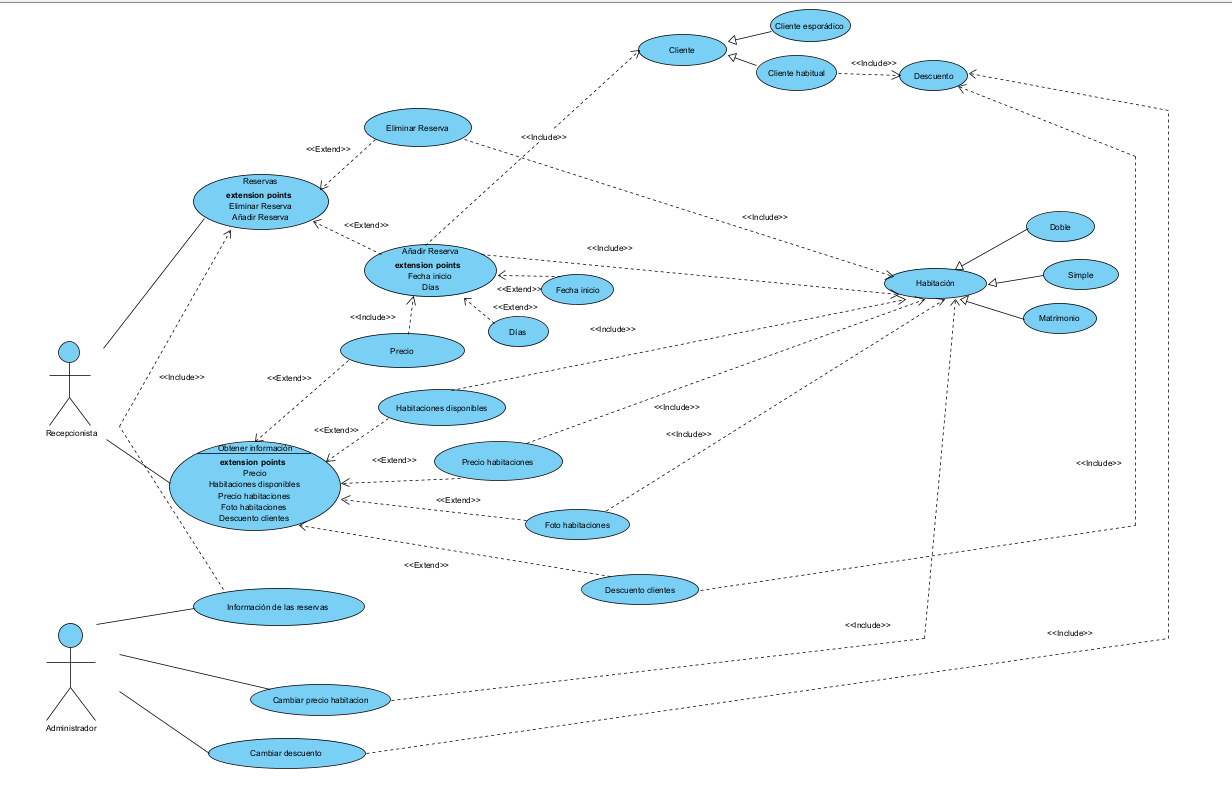 Cliente esporádico
Cliente
<<Include>>
Cliente habitual
Descuento
Eliminar Reserva
<<Include>>
<<Extend>>
Reservas
extension points
Eliminar Reserva
Añadir Reserva
<<Include>>
<<Extend>>
Doble
<<Include>>
Añadir Reserva
extension points
Fecha inicio
Días
Simple
Habitación
<<Extend>>
Fecha inicio
<<Extend>>
<<Include>>
Matrimonio
Días
<<Include>>
Precio
<<Include>>
<<Extend>>
Habitaciones disponibles
<<Include>>
Recepcionista
<<Extend>>
<<Include>>
Obtener información
extension points
Precio
Habitaciones disponibles
Precio habitaciones
Foto habitaciones
Descuento clientes
<<Extend>>
Precio habitaciones
<<Include>>
<<Extend>>
Foto habitaciones
<<Extend>>
Descuento clientes
Información de las reservas
<<Include>>
<<Include>>
Cambiar precio habitacion
Administrador
Cambiar descuento